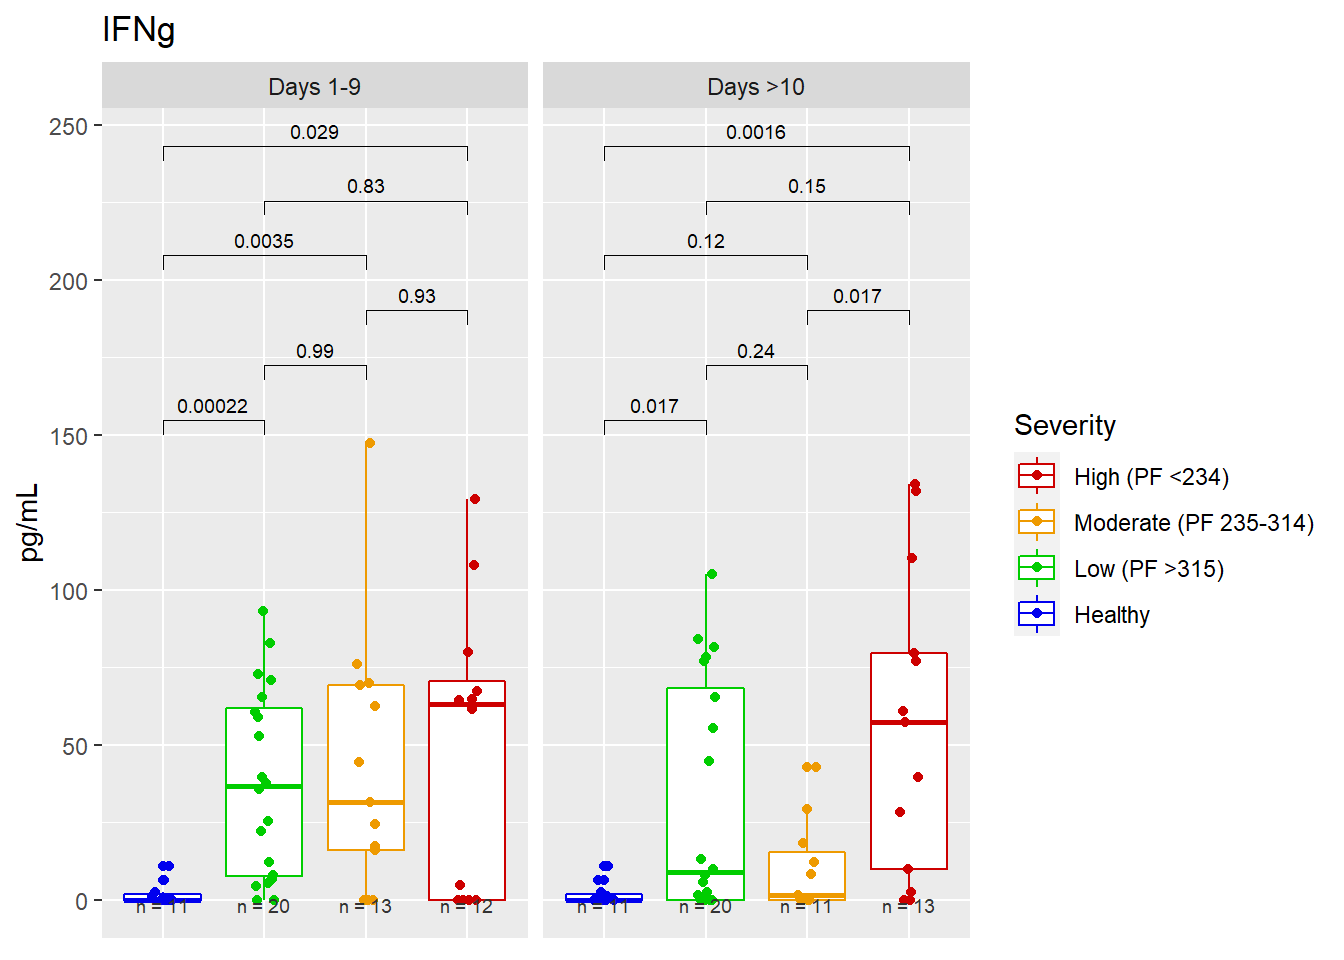 IFNg
Days 1-9
Days >10
250
200
150
100
50
0
pg/mL
0.029
0.83
0.0035
0.93
0.99
0.00022
0.0016
0.15
0.12
0.017
0.24
0.017
n = 11
n = 20
n = 13
n = 12
n = 11
n = 20
n = 11
n = 13
Severity
High (PF <234)
Moderate (PF 235-314)
Low (PF >315)
Healthy